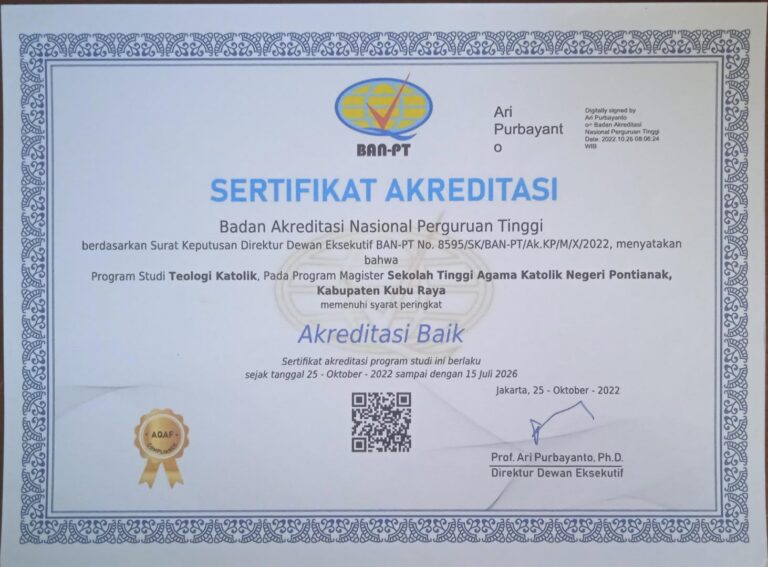 BAN-PT
Ari
Purbayant
o
Digitally signed by
Ari Purbayanto
o= Badan Akreditasi
Nasional Perguruan Tinggi
Date: 2022.10.26 08:06:24
WIB
SERTIFIKAT AKREDITASI
Badan Akreditasi Nasional Perguruan Tinggi
berdasarkan Surat Keputusan Direktur Dewan Eksekutif BAN-PT No. 8595/SK/BAN-PT/Ak.KP/M/X/2022, menyatakan
bahwa
Program Studi Teologi Katolik, Pada Program Magister Sekolah Tinggi Agama Katolik Negeri Pontianak,
Kabupaten Kubu Raya
memenuhi syarat peringkat
Akreditasi Baik
Sertifikat akreditasi program studi ini berlaku
sejak tanggal 25 - Oktober - 2022 sampai dengan 15 Juli 2026
Jakarta, 25 - Oktober - 2022
AQAF
COMPLIANCE
Prof. Ari Purbayanto, Ph.D.
Direktur Dewan Eksekutif